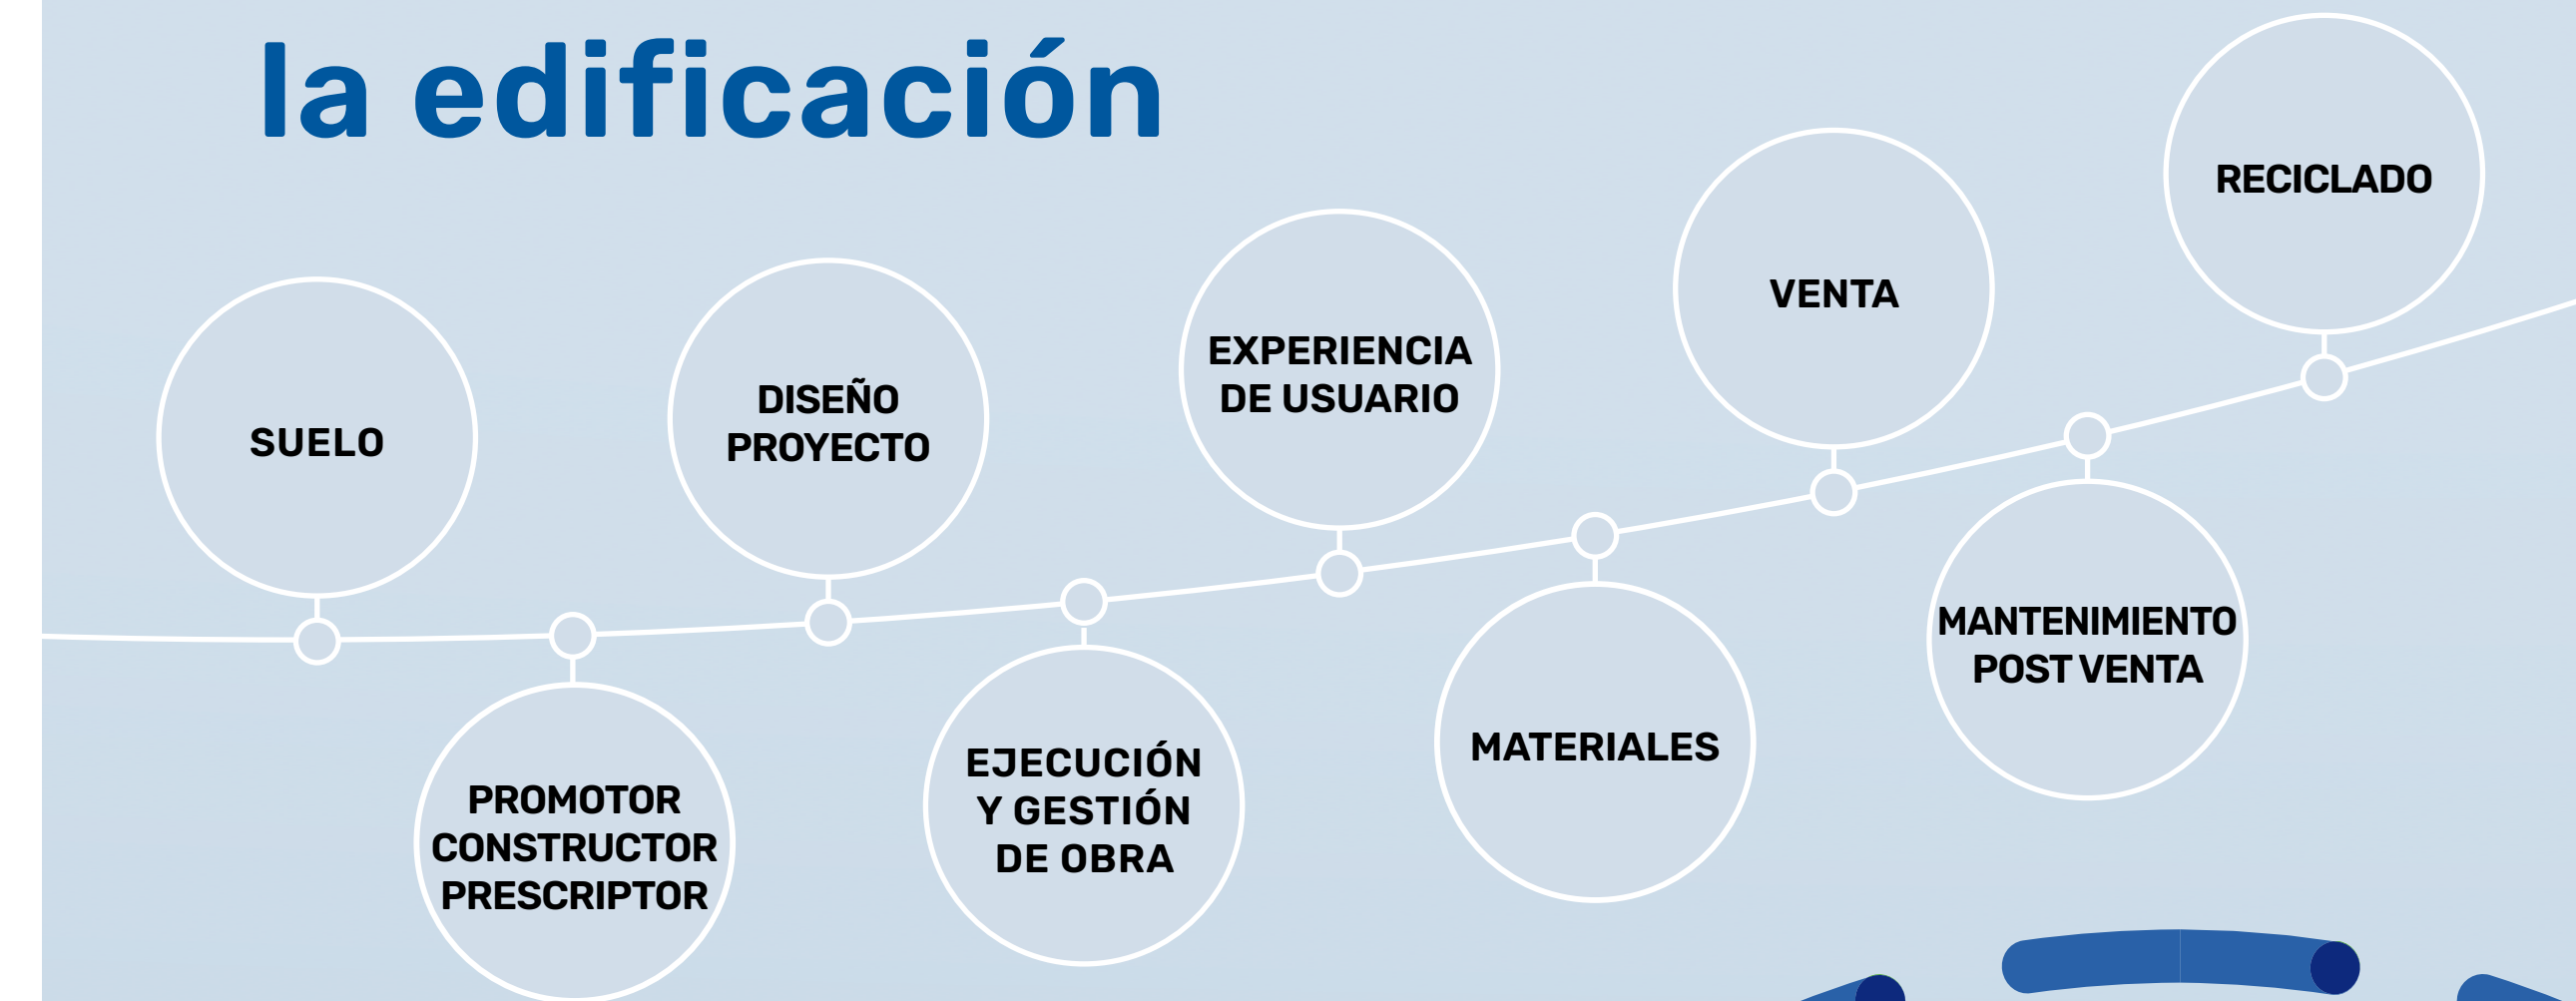 la edificación
SUELO
PROMOTOR
CONSTRUCTOR
PRESCRIPTOR
DISEÑO
PROYECTO
EJECUCIÓN
Y GESTIÓN
DE OBRA
EXPERIENCIA
DE USUARIO
MATERIALES
VENTA
MANTENIMIENTO
POST VENTA
RECICLADO